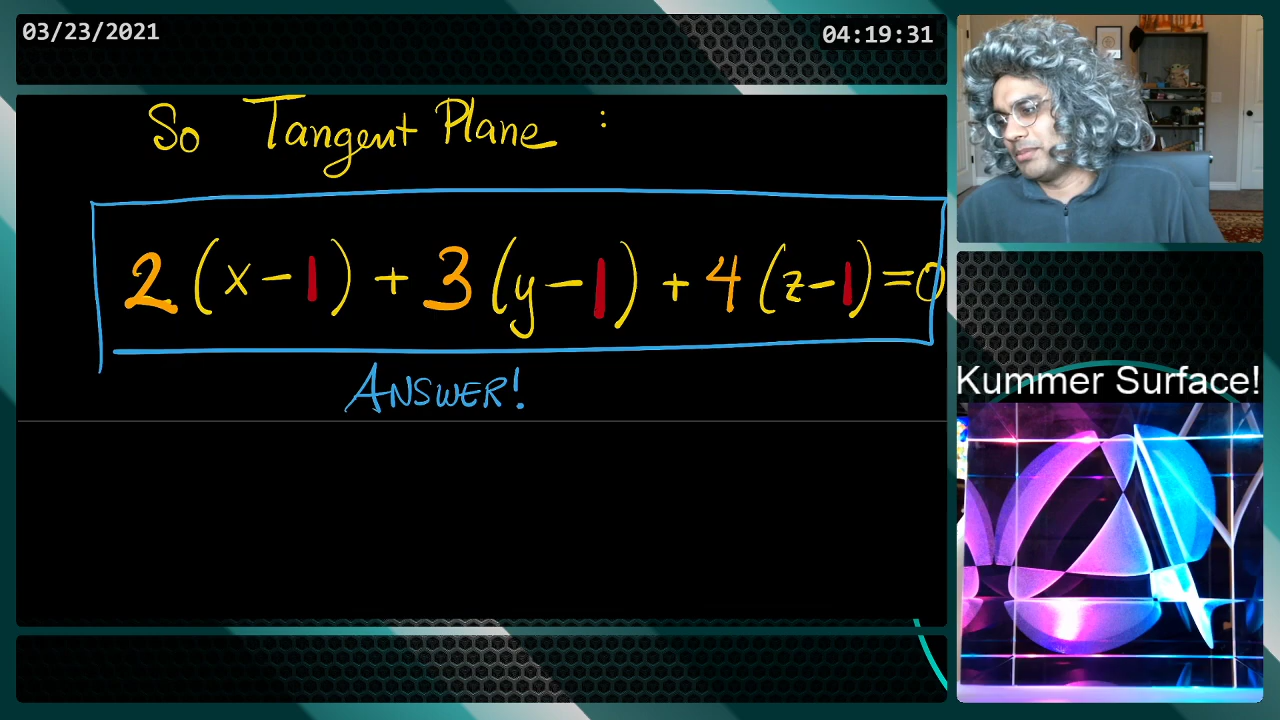 03/23/2021
04:19:31
So Tangent Plane :
2 (x-1) + 3 (y-1) + 4 (z-1) = 0
ANSWER!
Kummer Surface!